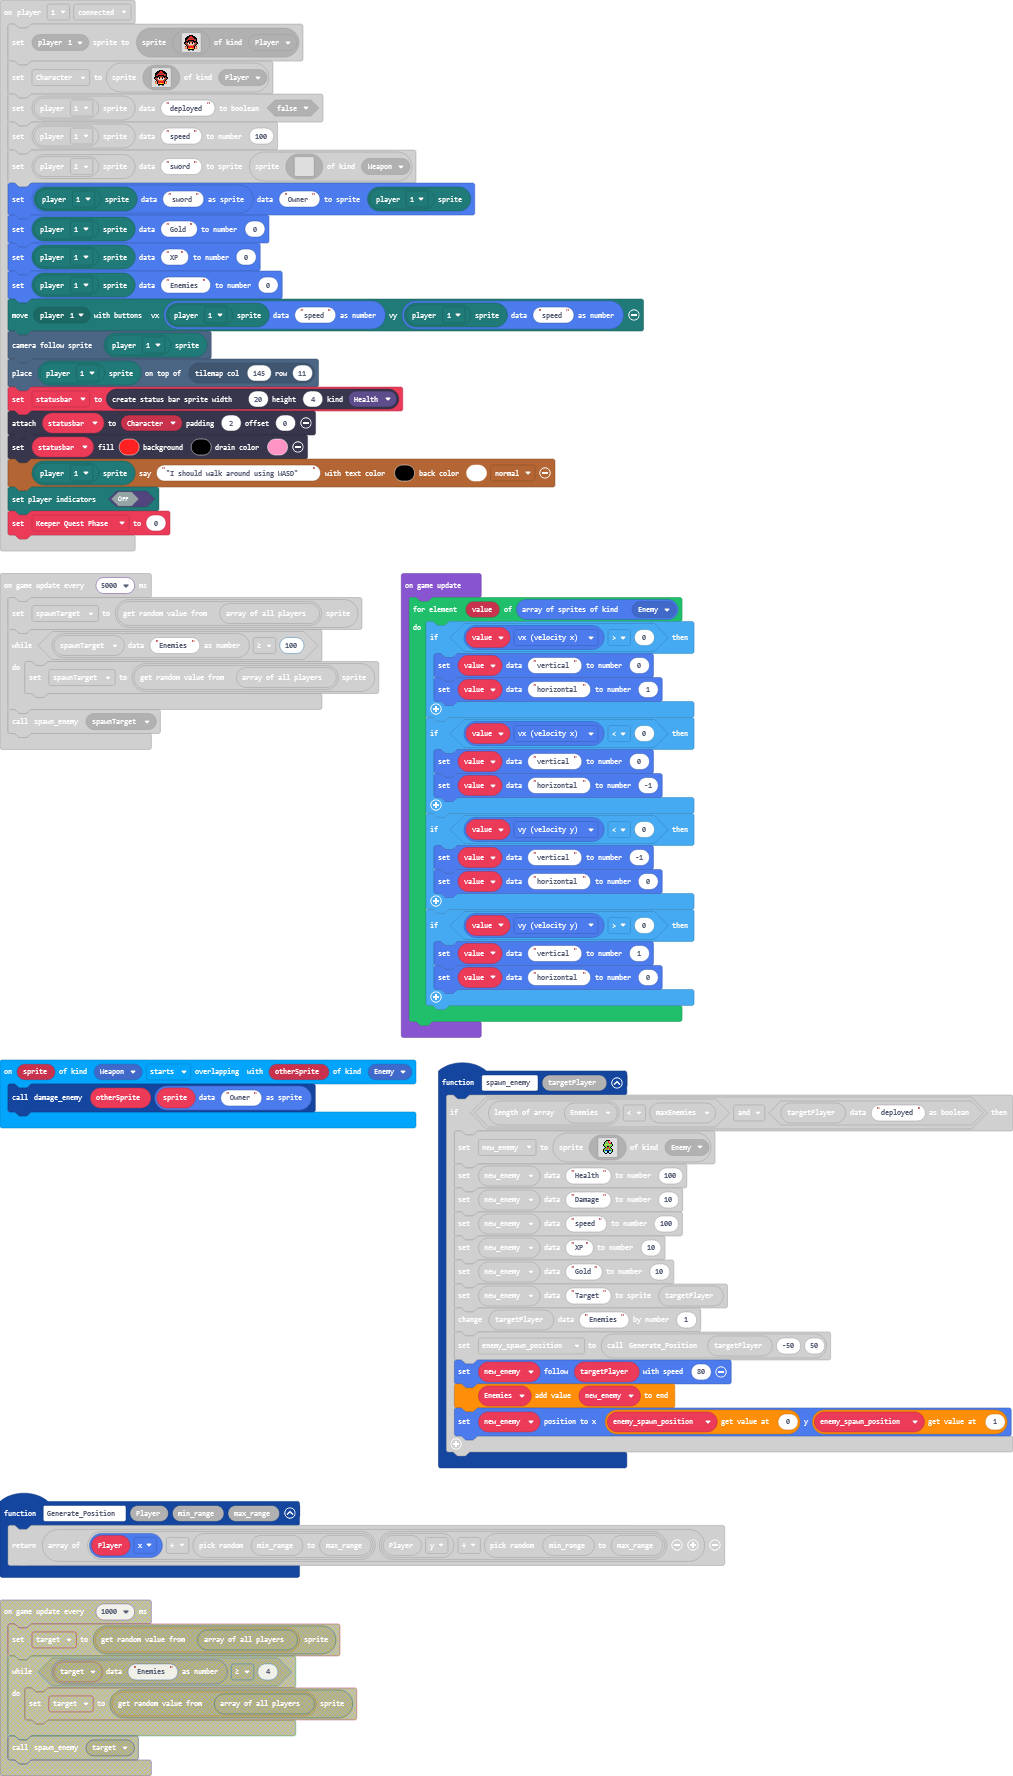 on player 1 connected
set player 1 sprite to sprite of kind Player
set Character to sprite of kind Player
set player 1 sprite data "deployed" to boolean false
set player 1 sprite data "speed" to number 100
set player 1 sprite data "sword" to sprite sprite of kind Weapon
set player 1 sprite data "sword" as sprite data "Owner" to sprite player 1 sprite
set player 1 sprite data "Gold" to number 0
set player 1 sprite data "XP" to number 0
set player 1 sprite data "Enemies" to number 0
move player 1 with buttons vx player 1 sprite data "speed" as number vy player 1 sprite data "speed" as number
camera follow sprite player 1 sprite
place player 1 sprite on top of tilemap col 145 row 11
set statusbar to create status bar sprite width 20 height 4 kind Health
attach statusbar to Character padding 2 offset 0
set statusbar fill background drain color
player 1 sprite say ""I should walk around using WASD" " with text color back color normal
set player indicators OFF
set Keeper Quest Phase to 0
on game update every 5000 ms
set spawnTarget to get random value from array of all players sprite
while spawnTarget data "Enemies" as number ≥ 100
do
set spawnTarget to get random value from array of all players sprite
call spawn_enemy spawnTarget
on game update
for element value of array of sprites of kind Enemy
do
if value vx (velocity x) > 0 then
set value data "vertical" to number 0
set value data "horizontal" to number 1
if value vx (velocity x) < 0 then
set value data "vertical" to number 0
set value data "horizontal" to number -1
if value vy (velocity y) < 0 then
set value data "vertical" to number -1
set value data "horizontal" to number 0
if value vy (velocity y) > 0 then
set value data "vertical" to number 1
set value data "horizontal" to number 0
on sprite of kind Weapon starts overlapping with otherSprite of kind Enemy
call damage_enemy otherSprite sprite data "Owner" as sprite
function spawn_enemy targetPlayer
if length of array Enemies < maxEnemies and targetPlayer data "deployed" as boolean then
set new_enemy to sprite of kind Enemy
set new_enemy data "Health" to number 100
set new_enemy data "Damage" to number 10
set new_enemy data "speed" to number 100
set new_enemy data "XP" to number 10
set new_enemy data "Gold" to number 10
set new_enemy data "Target" to sprite targetPlayer
change targetPlayer data "Enemies" by number 1
set enemy_spawn_position to call Generate_Position targetPlayer -50 50
set new_enemy follow targetPlayer with speed 80
Enemies add value new_enemy to end
set new_enemy position to x enemy_spawn_position get value at 0 y enemy_spawn_position get value at 1
function Generate_Position Player min_range max_range
return array of Player x + pick random min_range to max_range Player y + pick random min_range to max_range
on game update every 1000 ms
set target to get random value from array of all players sprite
while target data "Enemies" as number ≥ 4
do
set target to get random value from array of all players sprite
call spawn_enemy target